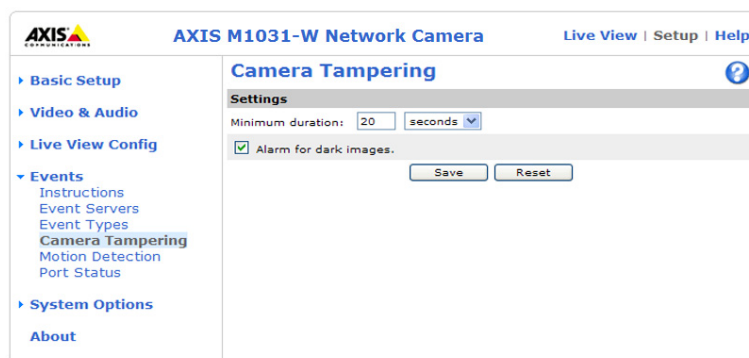 AXIS
COMMUNICATIONS
AXIS M1031-W Network Camera
Live View | Setup | Help
Basic Setup
Video & Audio
Live View Config
Events
Instructions
Event Servers
Event Types
Camera Tampering
Motion Detection
Port Status
System Options
About
Camera Tampering
?
Settings
Minimum duration: 20 seconds
Alarm for dark images.
Save Reset